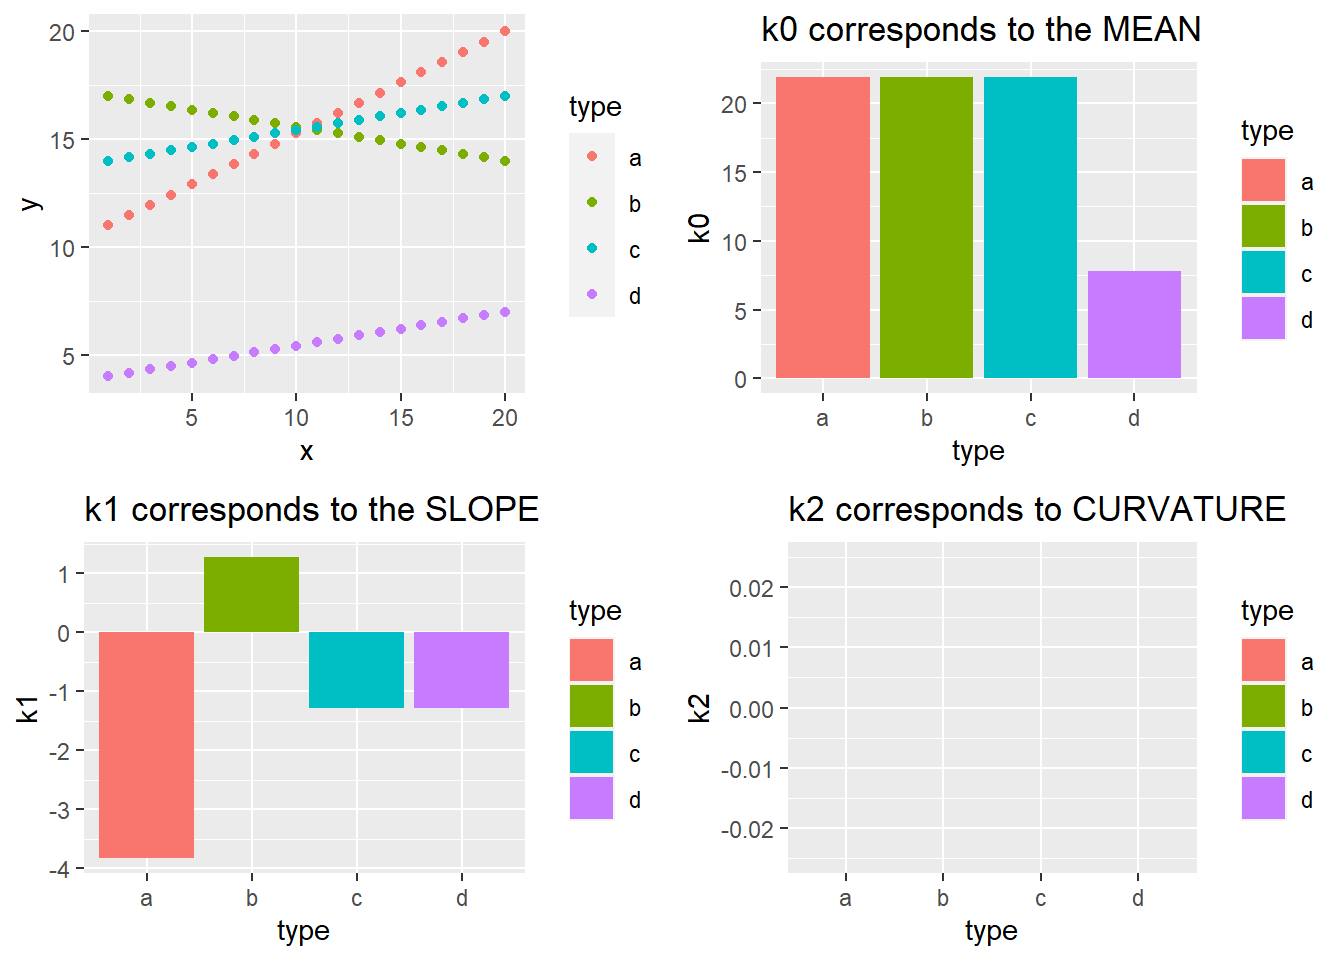 20
15
10
5
y
5 10 15 20
x
type
a
b
c
d
k0 corresponds to the MEAN
20
15
10
5
0
k0
a b c d
type
type
a
b
c
d
k1 corresponds to the SLOPE
1
0
-1
-2
-3
-4
k1
a b c d
type
type
a
b
c
d
k2 corresponds to CURVATURE
0.02
0.01
0.00
-0.01
-0.02
k2
a b c d
type
type
a
b
c
d